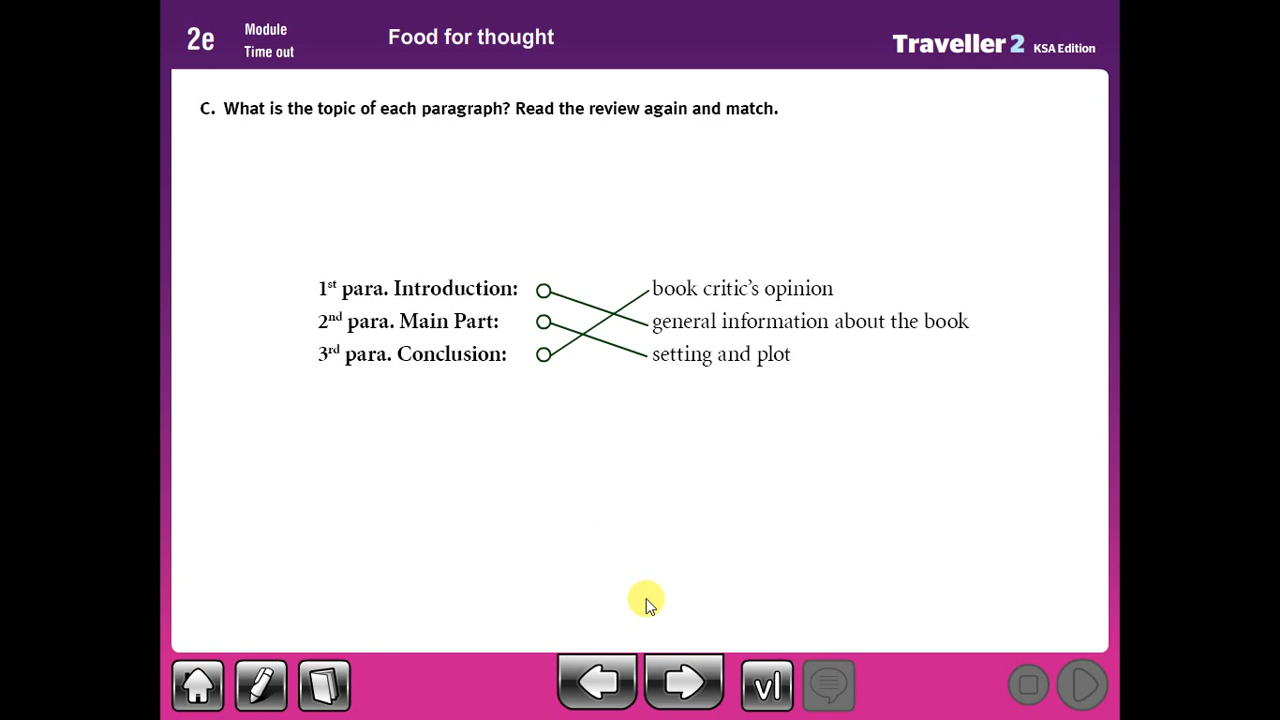 2e
Module
Time out
Food for thought
Traveller 2 KSA Edition
C. What is the topic of each paragraph? Read the review again and match.
1st para. Introduction:
2nd para. Main Part:
3rd para. Conclusion:
book critic's opinion
general information about the book
setting and plot
vl